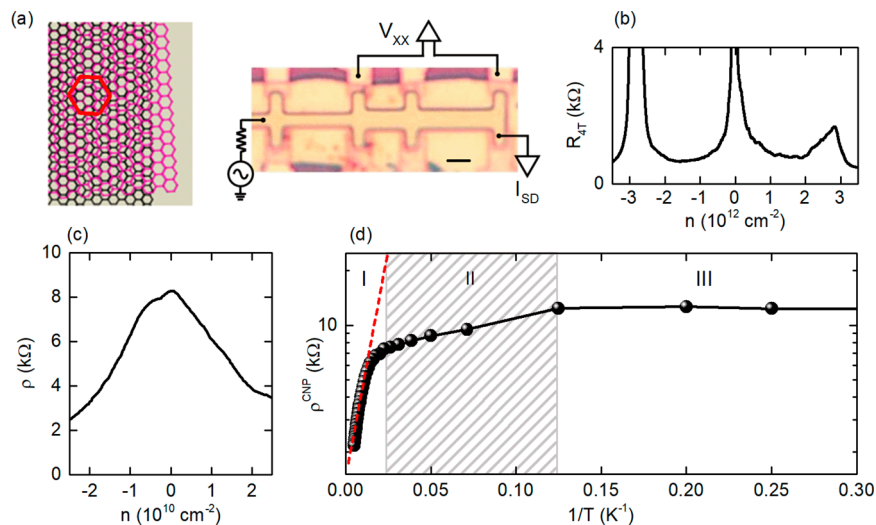 (a)
V_XX
I_SD
(b)
4
0
R_4T (kΩ)
-3 -2 -1 0 1 2 3
n (10^12 cm^-2)
(c)
10
8
6
4
2
0
ρ (kΩ)
-2 -1 0 1 2
n (10^10 cm^-2)
(d)
I II III
10
ρ^CNP (kΩ)
0.00 0.05 0.10 0.15 0.20 0.25 0.30
1/T (K^-1)